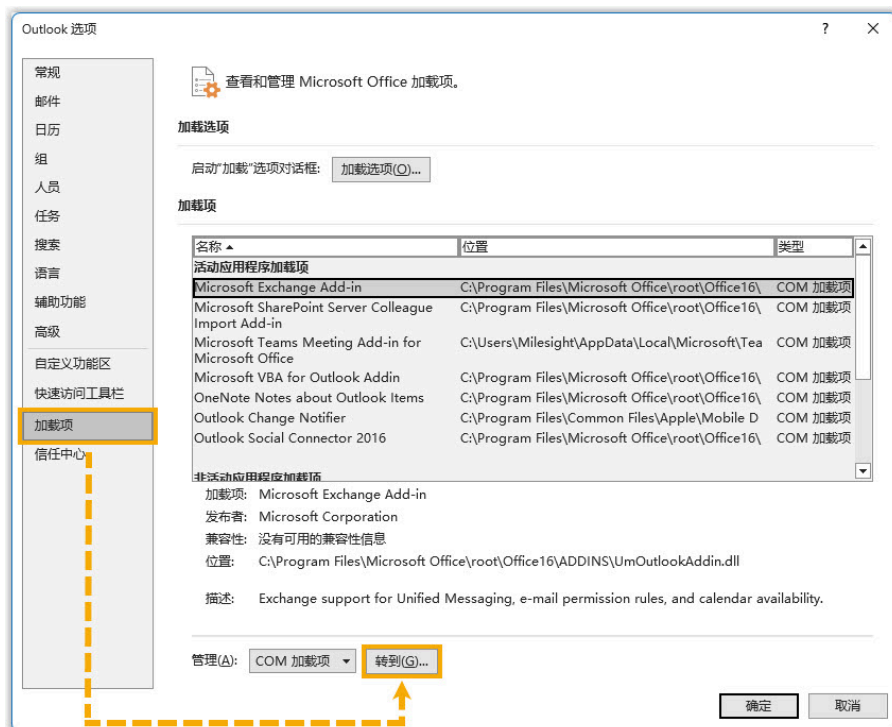 Outlook 选项
?
×
常规
邮件
日历
组
人员
任务
搜索
语言
辅助功能
高级
自定义功能区
快速访问工具栏
加载项
信任中心
查看和管理 Microsoft Office 加载项。
加载选项
启动“加载”选项对话框: 加载选项(O)...
加载项
名称 位置 类型
活动应用程序加载项
Microsoft Exchange Add-in C:\Program Files\Microsoft Office\root\Office16\ COM 加载项
Microsoft SharePoint Server Colleague C:\Program Files\Microsoft Office\root\Office16\ COM 加载项
Import Add-in
Microsoft Teams Meeting Add-in for C:\Users\Milesight\AppData\Local\Microsoft\Tea COM 加载项
Microsoft Office
Microsoft VBA for Outlook Addin C:\Program Files\Microsoft Office\root\Office16\ COM 加载项
OneNote Notes about Outlook Items C:\Program Files\Microsoft Office\root\Office16\ COM 加载项
Outlook Change Notifier C:\Program Files\Common Files\Apple\Mobile D COM 加载项
Outlook Social Connector 2016 C:\Program Files\Microsoft Office\root\Office16\ COM 加载项
非活动应用程序加载项
加载项: Microsoft Exchange Add-in
发布者: Microsoft Corporation
兼容性: 没有可用的兼容性信息
位置: C:\Program Files\Microsoft Office\root\Office16\ADDINS\UmOutlookAddin.dll
描述: Exchange support for Unified Messaging, e-mail permission rules, and calendar availability.
管理(A): COM 加载项 转到(G)...
确定 取消